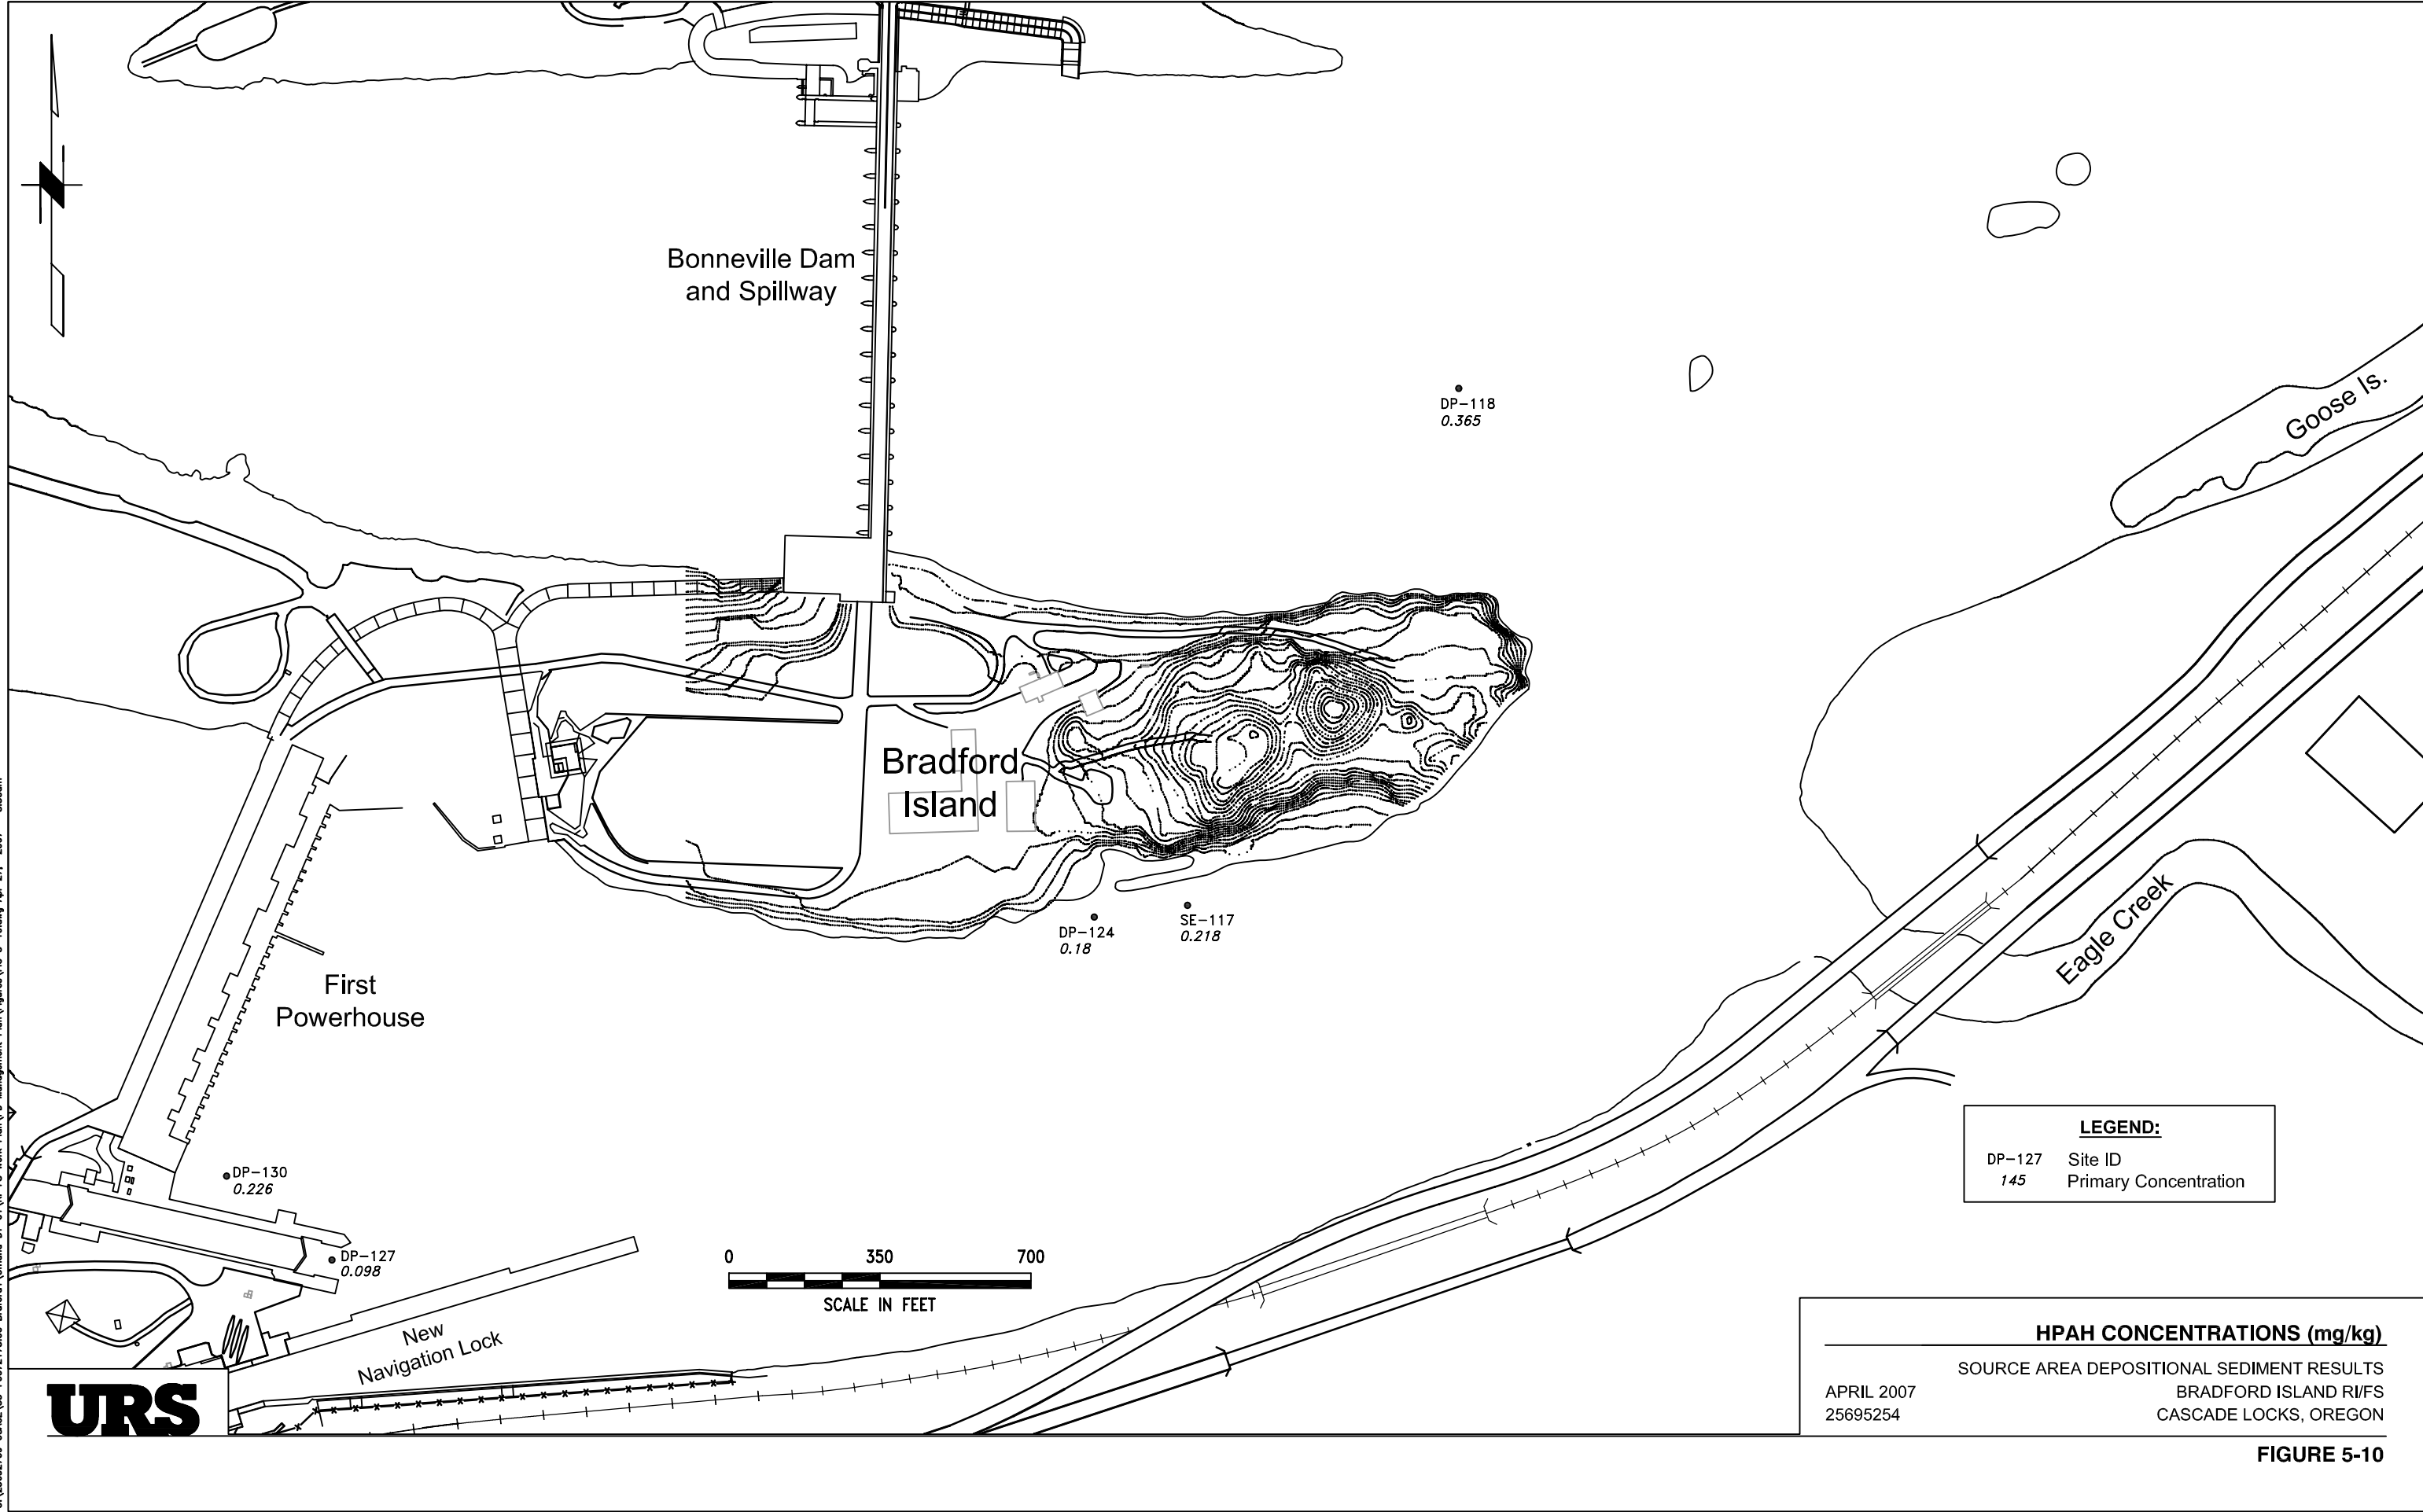 Bonneville Dam
and Spillway
DP-118
0.365
Goose Is.
Bradford
Island
DP-124
0.18
SE-117
0.218
Eagle Creek
First
Powerhouse
LEGEND:
DP-127 Site ID
145 Primary Concentration
DP-130
0.226
DP-127
0.098
0 350 700
SCALE IN FEET
New
Navigation Lock
URS
HPAH CONCENTRATIONS (mg/kg)
SOURCE AREA DEPOSITIONAL SEDIMENT RESULTS
APRIL 2007 BRADFORD ISLAND RI/FS
25695254 CASCADE LOCKS, OREGON
FIGURE 5-10